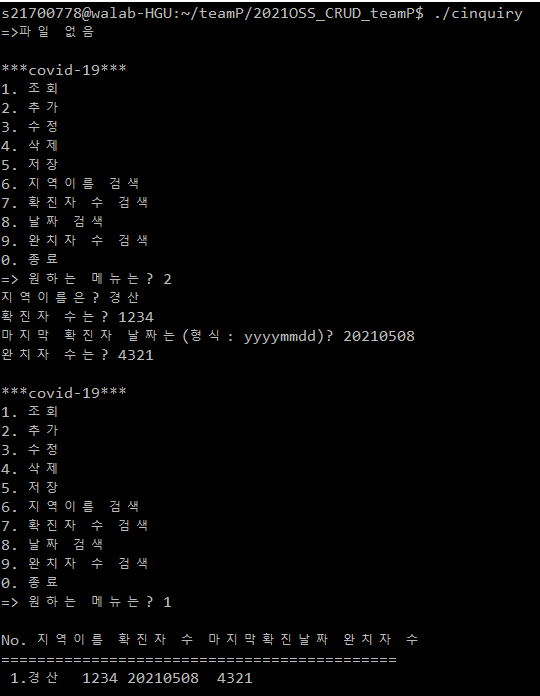 s21700778@walab-HGU:~/teamP/2021OSS_CRUD_teamP$ ./cinquiry
=>파일 없음
***covid-19***
1. 조회
2. 추가
3. 수정
4. 삭제
5. 저장
6. 지역이름 검색
7. 확진자 수 검색
8. 날짜 검색
9. 완치자 수 검색
0. 종료
=> 원하는 메뉴는? 2
지역이름은? 경산
확진자 수는? 1234
마지막 확진자 날짜는(형식 : yyyymmdd)? 20210508
완치자 수는? 4321
***covid-19***
1. 조회
2. 추가
3. 수정
4. 삭제
5. 저장
6. 지역이름 검색
7. 확진자 수 검색
8. 날짜 검색
9. 완치자 수 검색
0. 종료
=> 원하는 메뉴는? 1
No. 지역이름 확진자 수 마지막확진날짜 완치자 수
============================================
1.경산 1234 20210508 4321